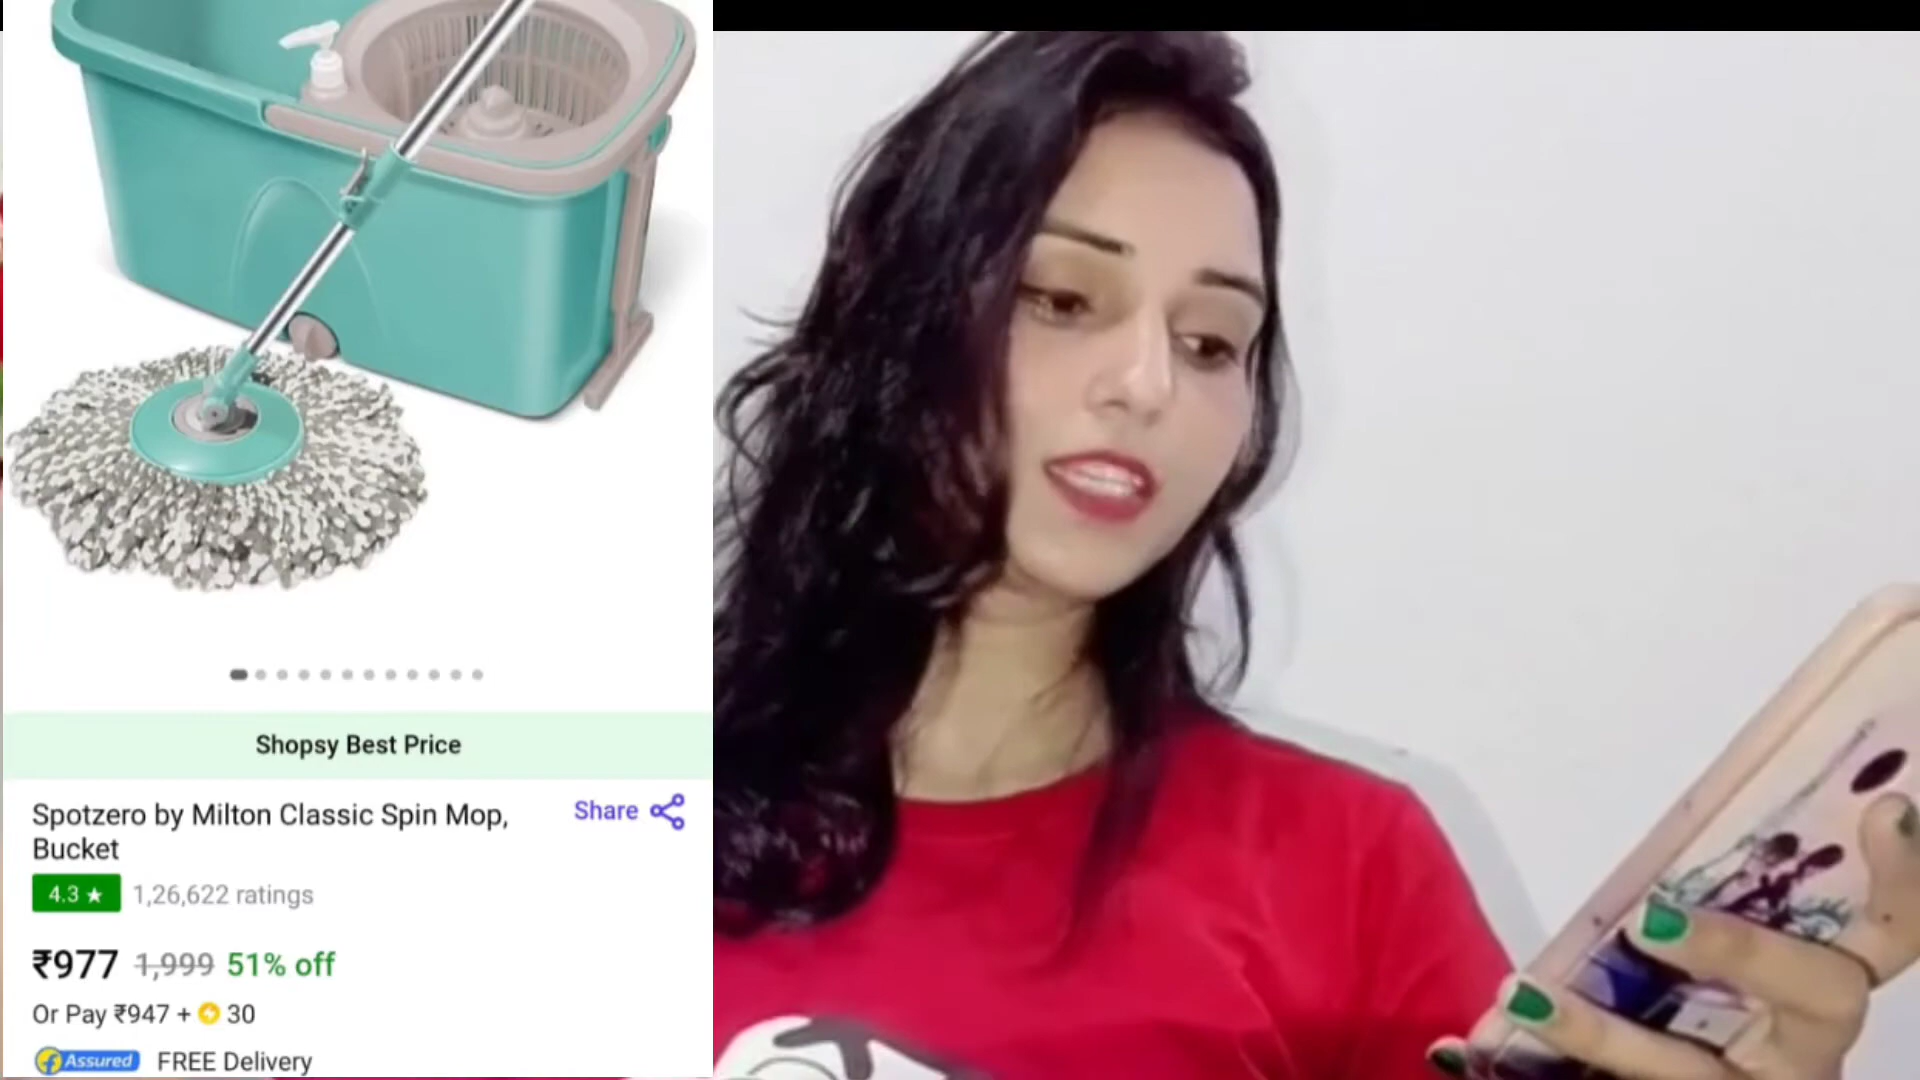 Shopsy Best Price
Spotzero by Milton Classic Spin Mop,
Bucket
Share
4.3 ★ 1,26,622 ratings
₹977 1,999 51% off
Or Pay ₹947 + 30
f Assured FREE Delivery